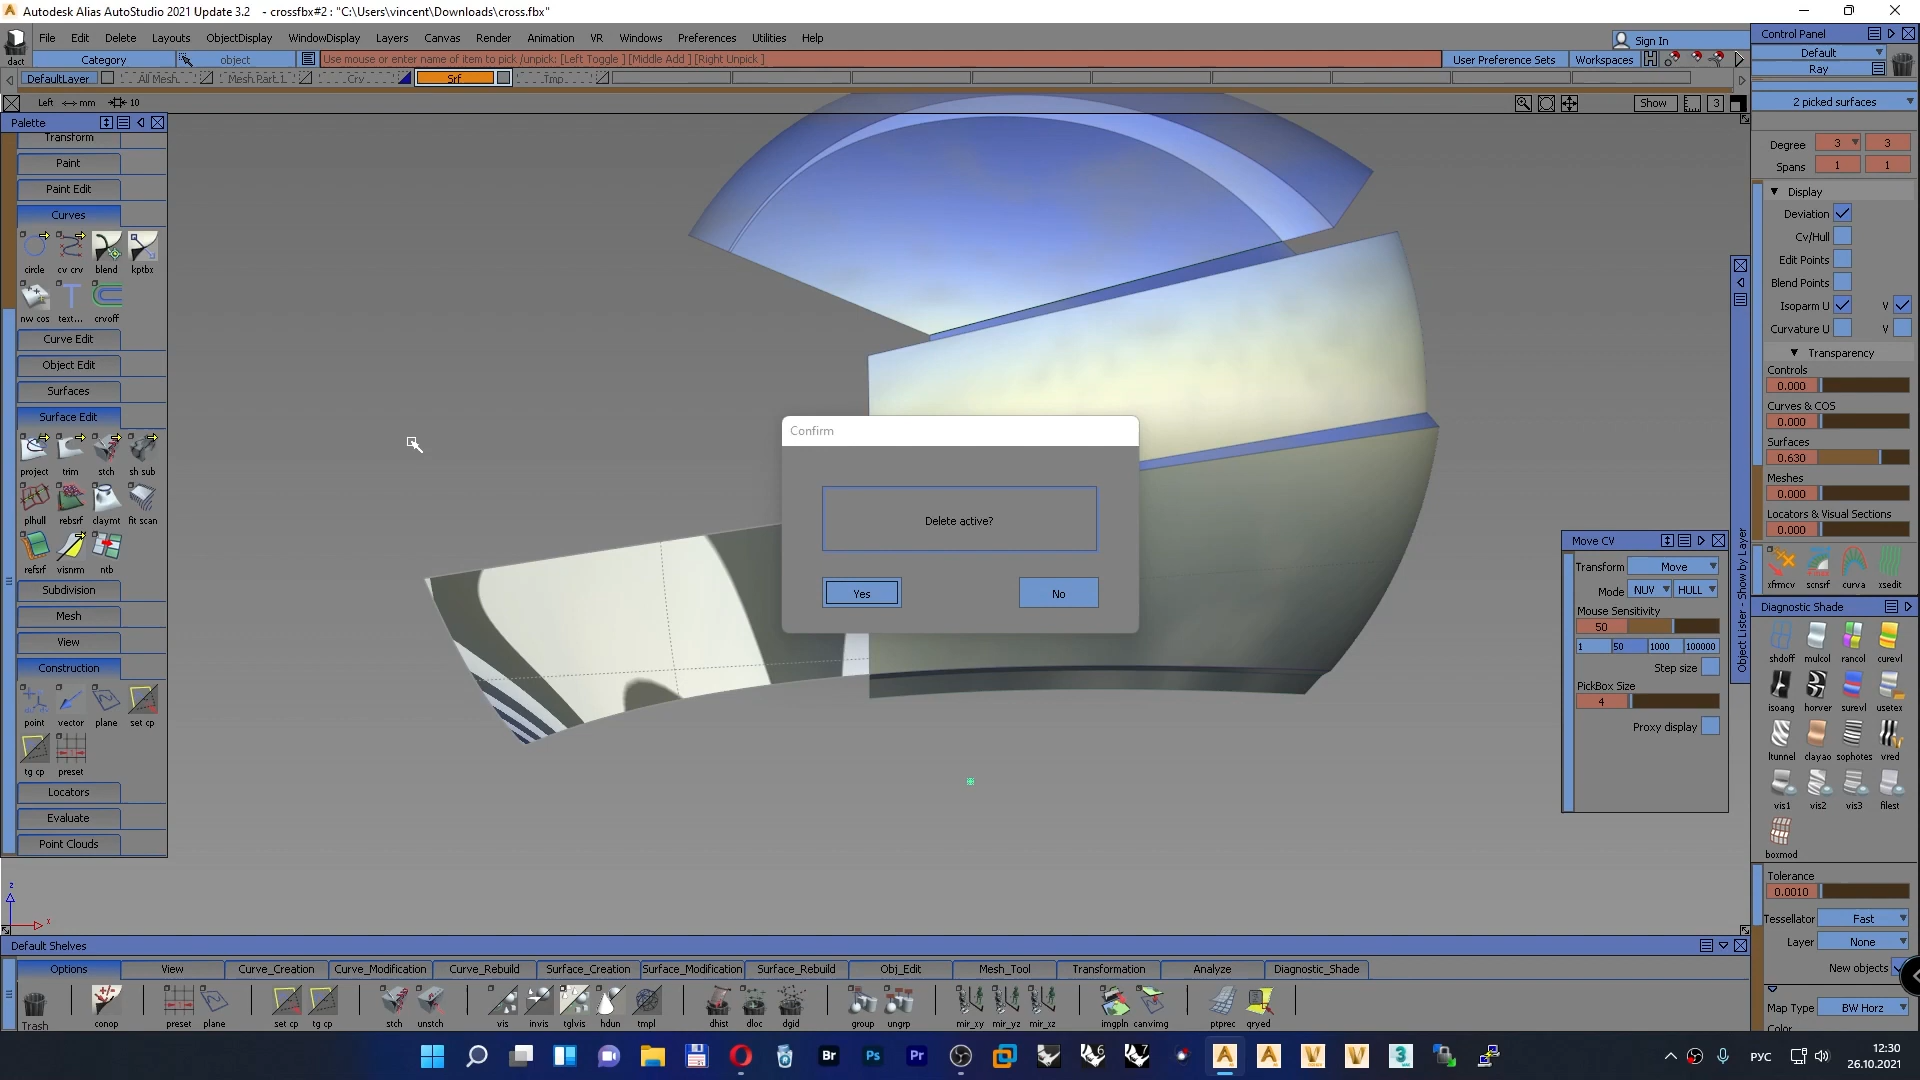 Autodesk Alias AutoStudio 2021 Update 3.2   - crossfbx#2 : "C:\Users\vincent\Downloads\cross.fbx"
File Edit Delete Layouts ObjectDisplay WindowDisplay Layers Canvas Render Animation VR Windows Preferences Utilities Help
Sign In
dact Category object Use mouse or enter name of item to pick /unpick: [Left Toggle ] [Middle Add ] [Right Unpick ] User Preference Sets Workspaces
DefaultLayer All Mesh Mesh Part 1 Crv Srf Tmp
Left mm 10 Show 3
Palette
Transform
Paint
Paint Edit
Curves
circle cv crv blend kptbx
nw cos text... crvoff
Curve Edit
Object Edit
Surfaces
Surface Edit
project trim stch sh sub
plhull rebsrf claymt fit scan
refsrf visnrm ntb
Subdivision
Mesh
View
Construction
point vector plane set cp
tg cp preset
Locators
Evaluate
Point Clouds
z
x
Confirm
Delete active?
Yes No
Object Lister - Show by Layer
Move CV
Transform Move
Mode NUV HULL
Mouse Sensitivity
50
1 50 1000 100000
Step size
PickBox Size
4
Proxy display
Control Panel
Default
Ray
2 picked surfaces
Degree 3 3
Spans 1 1
Display
Deviation
Cv/Hull
Edit Points
Blend Points
Isoparm U V
Curvature U V
Transparency
Controls
0.000
Curves & COS
0.000
Surfaces
0.630
Meshes
0.000
Locators & Visual Sections
0.000
xfrmcv scnsrf curva xsedit
Diagnostic Shade
shdoff mulcol rancol curevl
isoang horver surevl usetex
ltunnel clayao sophotes vred
vis1 vis2 vis3 filest
boxmod
Tolerance
0.0010
Tessellator Fast
Layer None
New objects
Map Type BW Horz
Color
Default Shelves
Options View Curve_Creation Curve_Modification Curve_Rebuild Surface_Creation Surface_Modification Surface_Rebuild Obj_Edit Mesh_Tool Transformation Analyze Diagnostic_Shade
Trash conop preset plane set cp tg cp stch unstch vis invis tglvis hdun tmpl dhist dloc dgid group ungrp mir_xy mir_yz mir_xz imgpln canvimg ptprec qryed
Br Ps Pr 6 7 3
РУС
12:30
26.10.2021